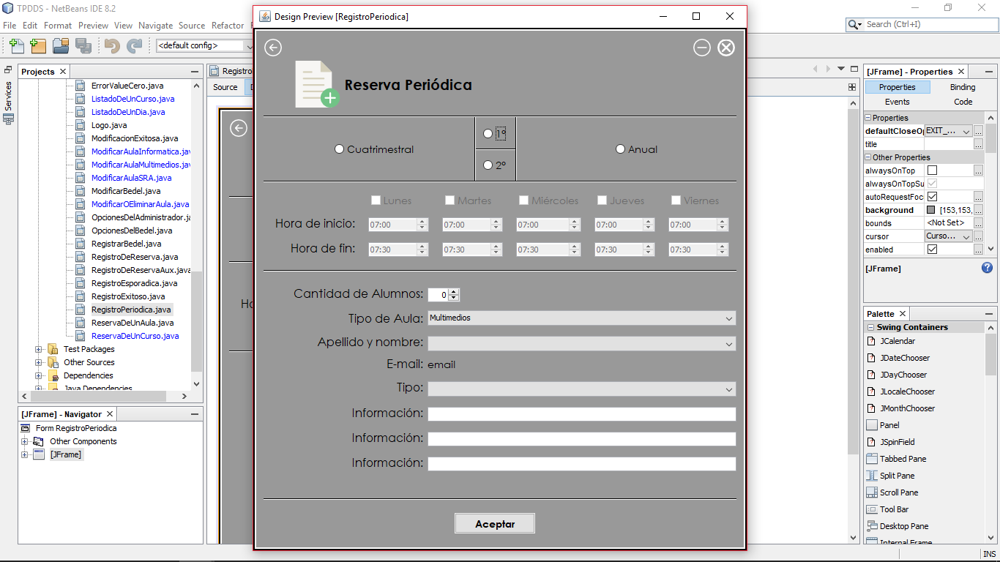 TPDDS - NetBeans IDE 8.2
File Edit Format Preview View Navigate Source Refactor
Search (Ctrl+I)
<default config>
Projects
Services
ErrorValueCero.java
ListadoDeUnCurso.java
ListadoDeUnDia.java
Logo.java
ModificacionExitosa.java
ModificarAulaInformatica.java
ModificarAulaMultimedios.java
ModificarAulaSRA.java
ModificarBedel.java
ModificarOEliminarAula.java
OpcionesDelAdministrador.ja
OpcionesDelBedel.java
RegistrarBedel.java
RegistroDeReserva.java
RegistroDeReservaAux.java
RegistroEsporadica.java
RegistroExitoso.java
RegistroPeriodica.java
ReservaDeUnAula.java
ReservaDeUnCurso.java
Test Packages
Other Sources
Dependencies
Java Dependencies
[JFrame] - Navigator
Form RegistroPeriodica
Other Components
[JFrame]
Source
Design Preview [RegistroPeriodica]
Reserva Periódica
Cuatrimestral
1º
2º
Anual
Lunes Martes Miércoles Jueves Viernes
Hora de inicio: 07:00 07:00 07:00 07:00 07:00
Hora de fin: 07:30 07:30 07:30 07:30 07:30
Cantidad de Alumnos: 0
Tipo de Aula: Multimedios
Apellido y nombre:
E-mail: email
Tipo:
Información:
Información:
Información:
Aceptar
[JFrame] - Properties
Properties Binding
Events Code
Properties
defaultCloseOp EXIT_... ...
title ...
Other Properties
alwaysOnTop ...
alwaysOnTopSu
autoRequestFoc ...
background [153,153, ...
bounds <Not Set> ...
cursor Curso... ...
enabled ...
[JFrame]
Palette
Swing Containers
JCalendar
JDateChooser
JDayChooser
JLocaleChooser
JMonthChooser
Panel
JSpinField
Tabbed Pane
Split Pane
Scroll Pane
Tool Bar
Desktop Pane
Internal Frame
INS